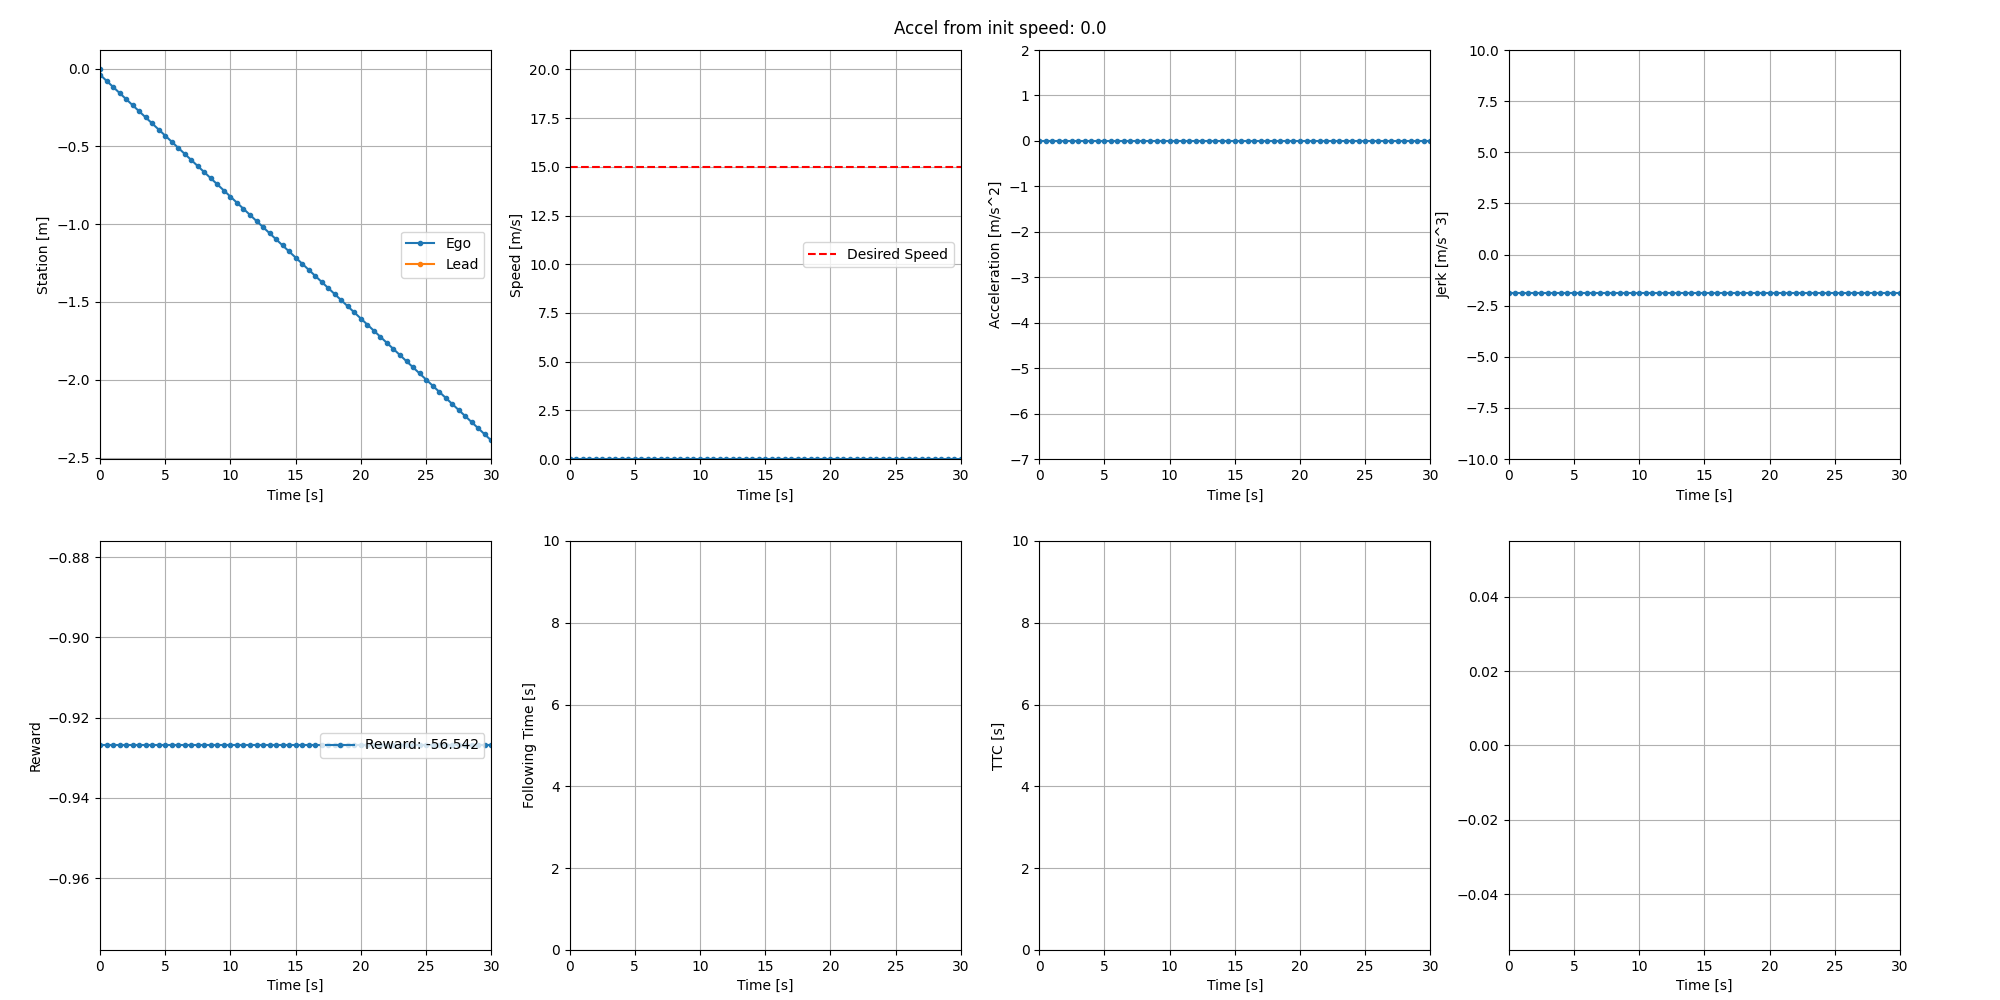 Accel from init speed: 0.0
0.0
−0.5
−1.0
−1.5
−2.0
−2.5
Station [m]
Ego
Lead
0 5 10 15 20 25 30
Time [s]
20.0
17.5
15.0
12.5
10.0
7.5
5.0
2.5
0.0
Speed [m/s]
Desired Speed
0 5 10 15 20 25 30
Time [s]
2
1
0
−1
−2
−3
−4
−5
−6
−7
Acceleration [m/s^2]
0 5 10 15 20 25 30
Time [s]
10.0
7.5
5.0
2.5
0.0
−2.5
−5.0
−7.5
−10.0
Jerk [m/s^3]
0 5 10 15 20 25 30
Time [s]
−0.88
−0.90
−0.92
−0.94
−0.96
Reward
Reward: -56.542
0 5 10 15 20 25 30
Time [s]
10
8
6
4
2
0
Following Time [s]
0 5 10 15 20 25 30
Time [s]
10
8
6
4
2
0
TTC [s]
0 5 10 15 20 25 30
Time [s]
0.04
0.02
0.00
−0.02
−0.04
0 5 10 15 20 25 30
Time [s]